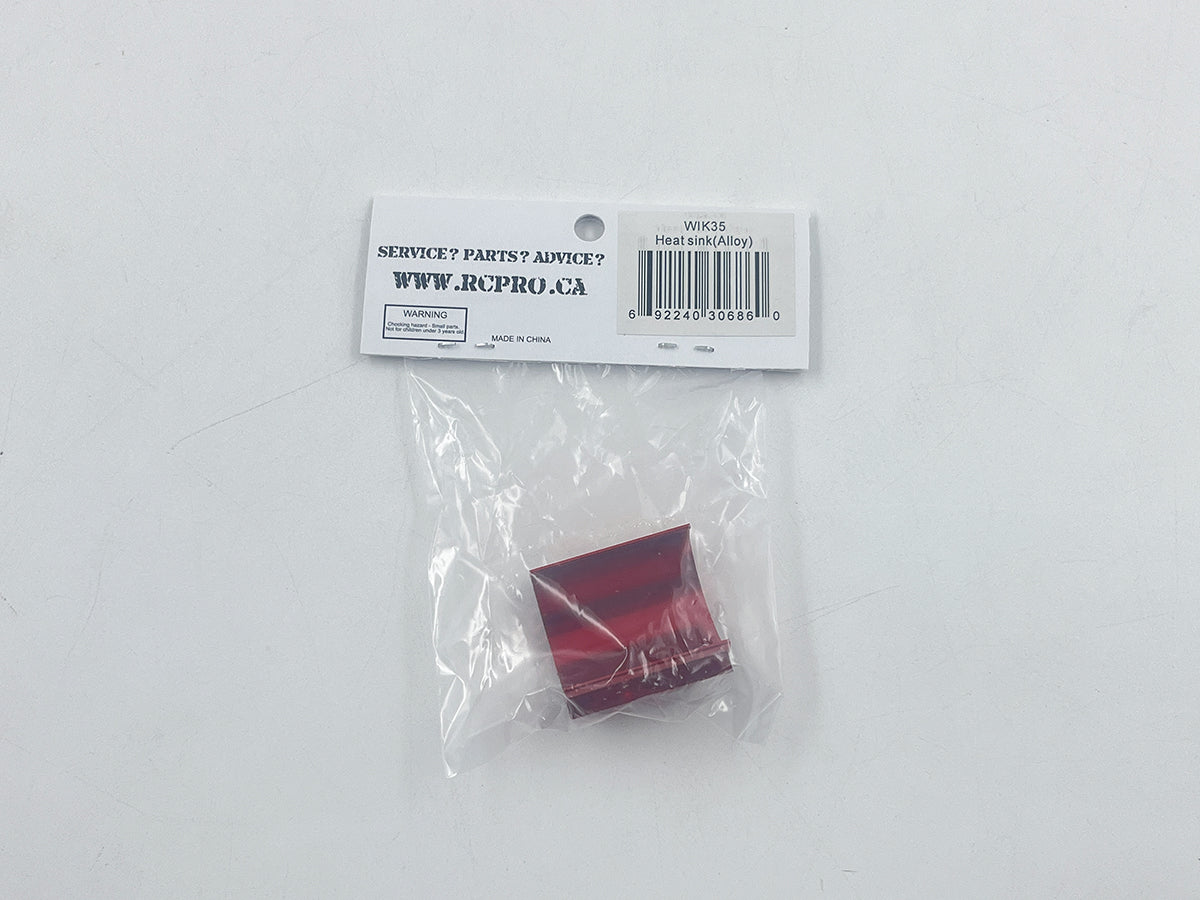 SERVICE? PARTS? ADVICE?
WWW.RCPRO.CA
WARNING
Chocking hazard - Small parts.
Not for children under 3 years old
MADE IN CHINA
WIK35
Heat sink(Alloy)
6 92240 30686 0